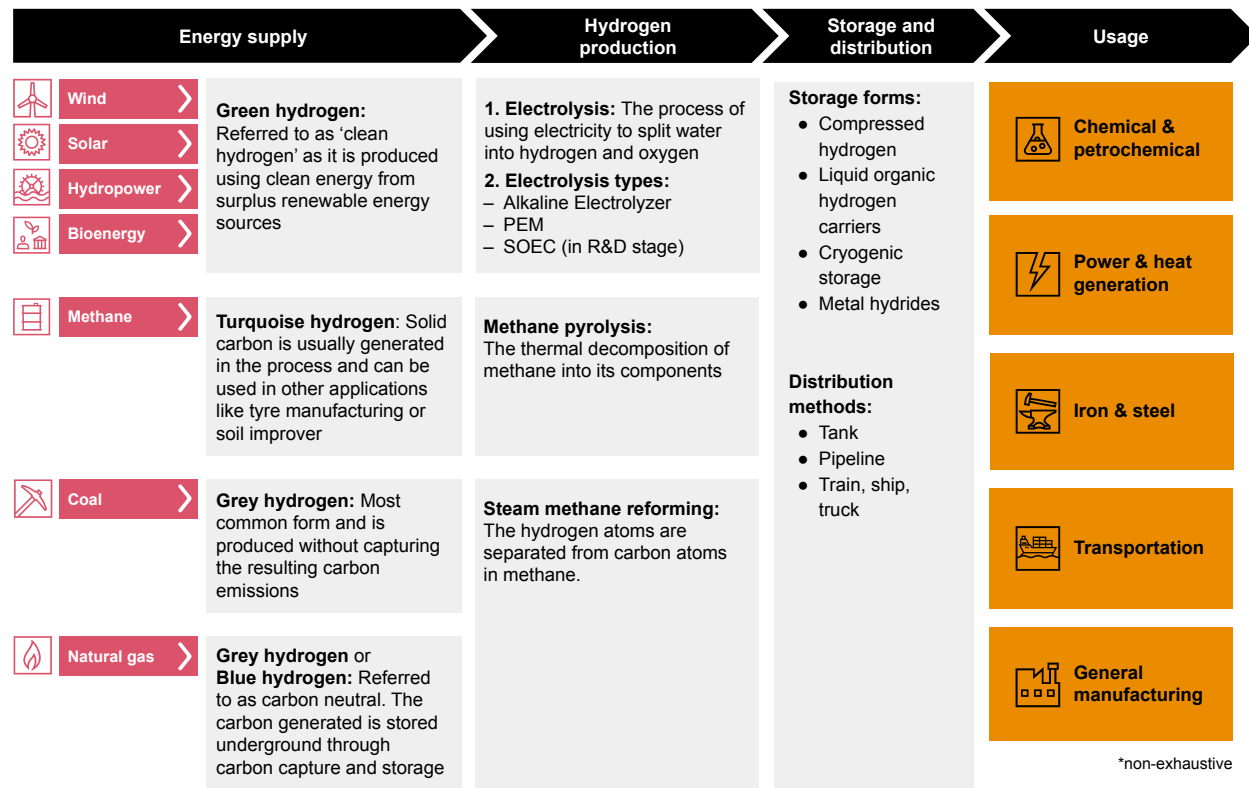 Energy supply
Hydrogen
production
Storage and
distribution
Usage
Wind
Solar
Hydropower
Bioenergy
Green hydrogen:
Referred to as ‘clean
hydrogen’ as it is produced
using clean energy from
surplus renewable energy
sources
1. Electrolysis: The process of
using electricity to split water
into hydrogen and oxygen
2. Electrolysis types:
– Alkaline Electrolyzer
– PEM
– SOEC (in R&D stage)
Methane
Turquoise hydrogen: Solid
carbon is usually generated
in the process and can be
used in other applications
like tyre manufacturing or
soil improver
Methane pyrolysis:
The thermal decomposition of
methane into its components
Coal
Grey hydrogen: Most
common form and is
produced without capturing
the resulting carbon
emissions
Steam methane reforming:
The hydrogen atoms are
separated from carbon atoms
in methane.
Natural gas
Grey hydrogen or
Blue hydrogen: Referred
to as carbon neutral. The
carbon generated is stored
underground through
carbon capture and storage
Storage forms:
● Compressed
hydrogen
● Liquid organic
hydrogen
carriers
● Cryogenic
storage
● Metal hydrides
Distribution
methods:
● Tank
● Pipeline
● Train, ship,
truck
Chemical &
petrochemical
Power & heat
generation
Iron & steel
Transportation
General
manufacturing
*non-exhaustive